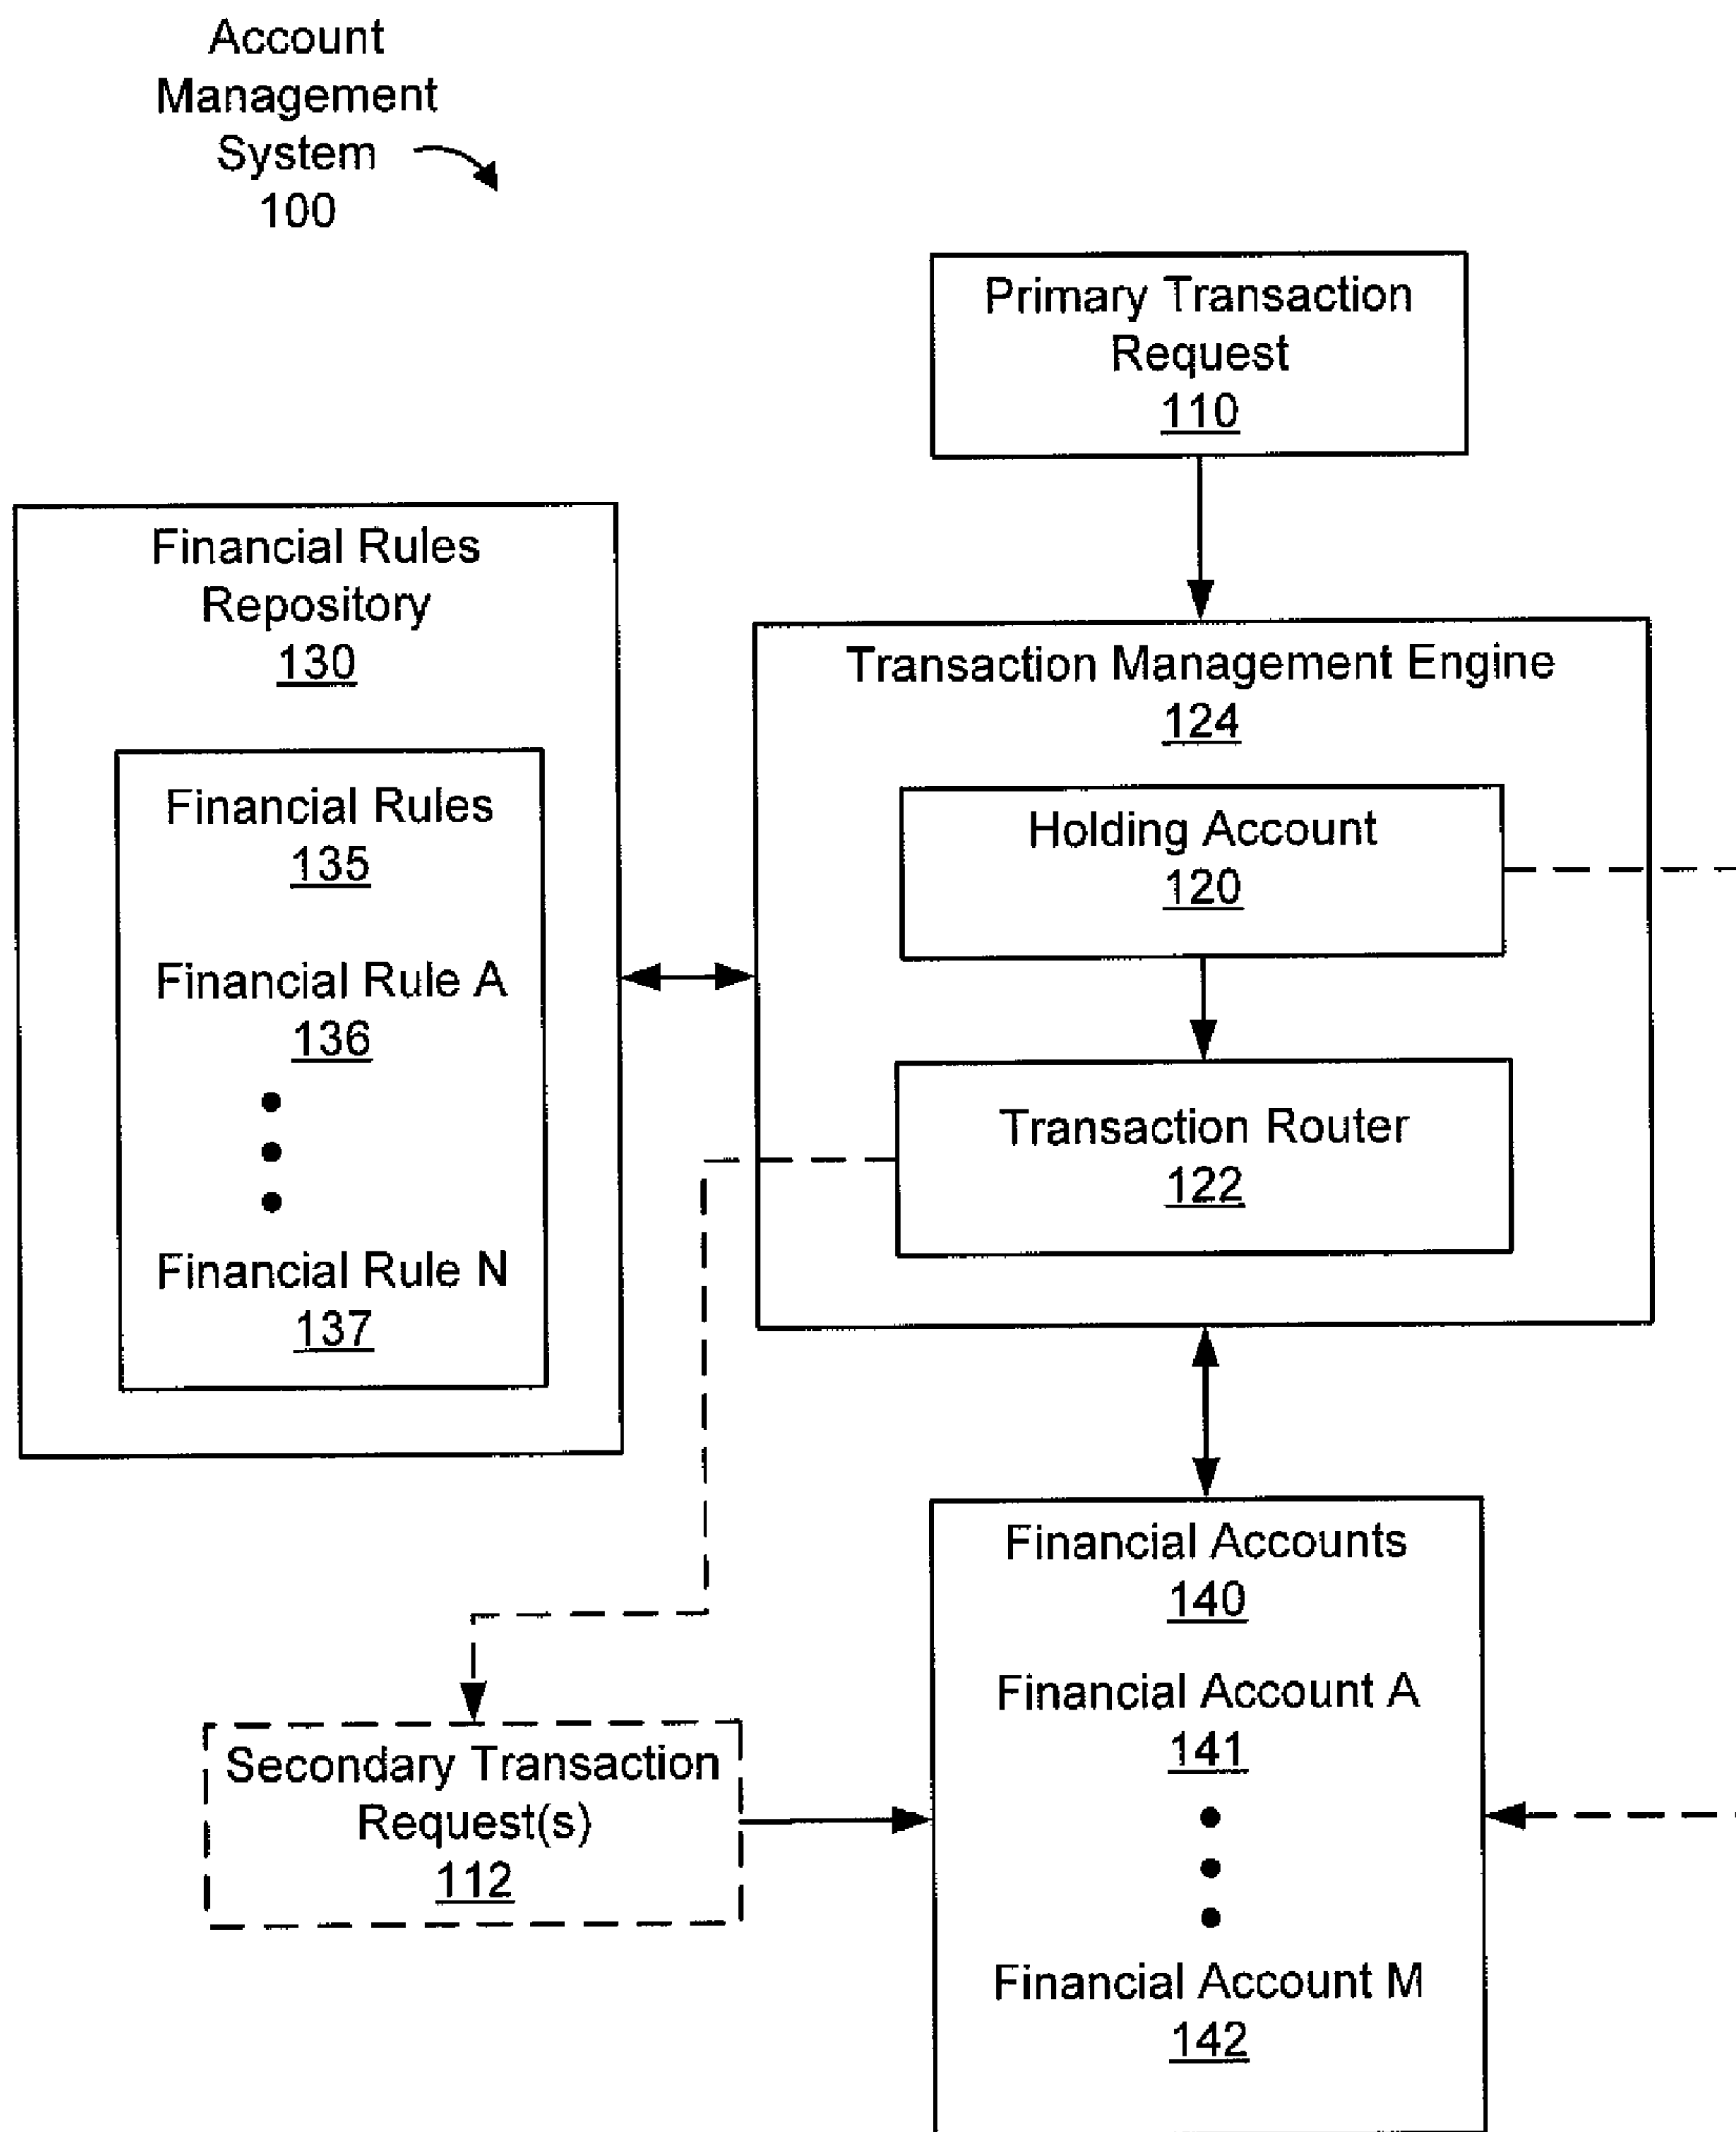 Account
Management
System
100
Primary Transaction
Request
110
Financial Rules
Repository
130
Financial Rules
135
Financial Rule A
136
Financial Rule N
137
Transaction Management Engine
124
Holding Account
120
Transaction Router
122
Secondary Transaction
Request(s)
112
Financial Accounts
140
Financial Account A
141
Financial Account M
142